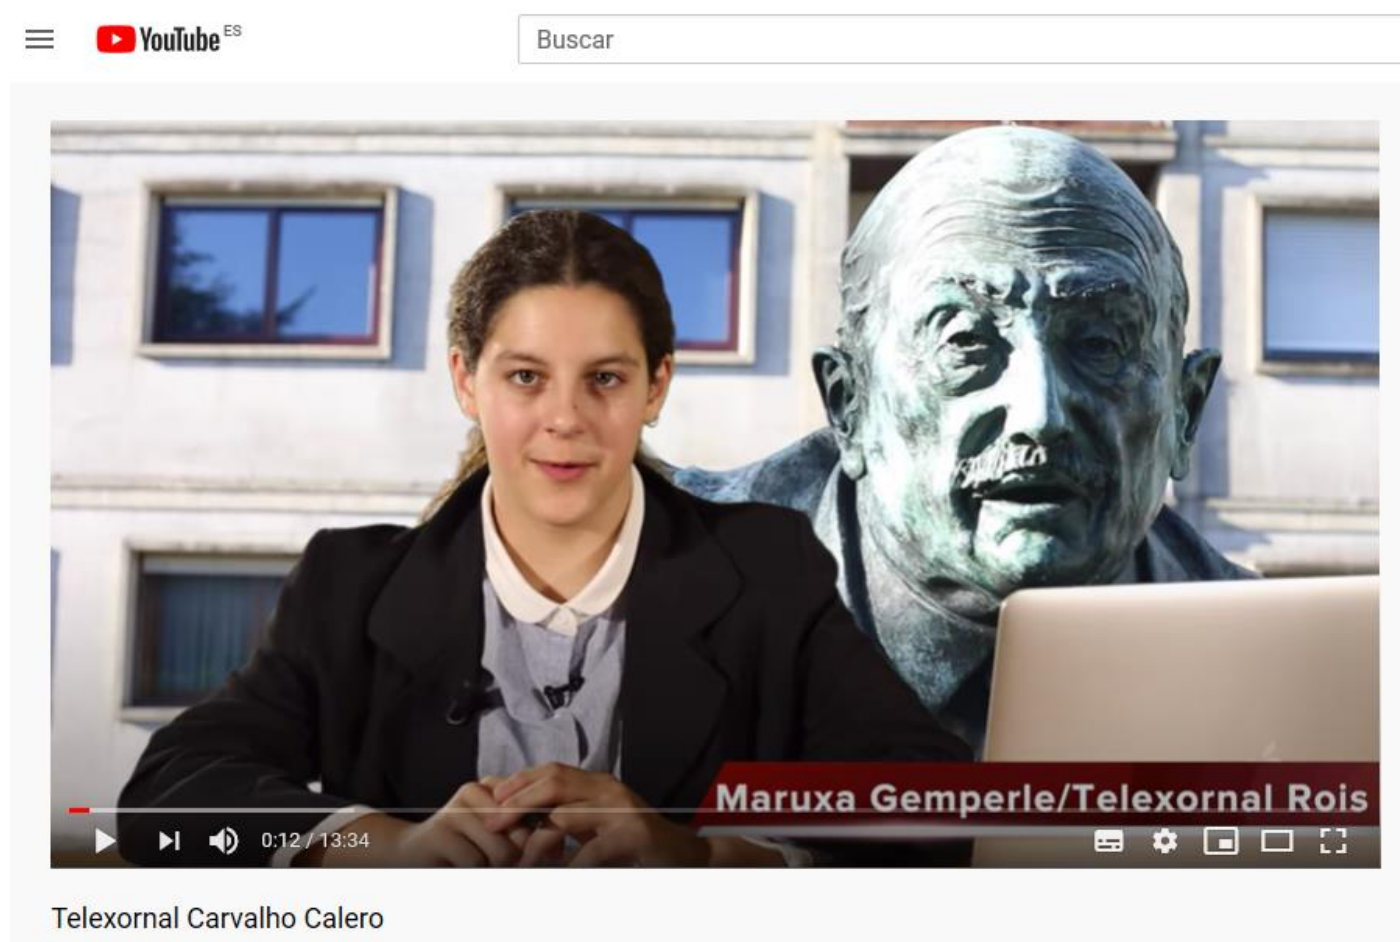 YouTube ES
Buscar
Maruxa Gemperle/Telexornal Rois
0:12 / 13:34
Telexornal Carvalho Calero